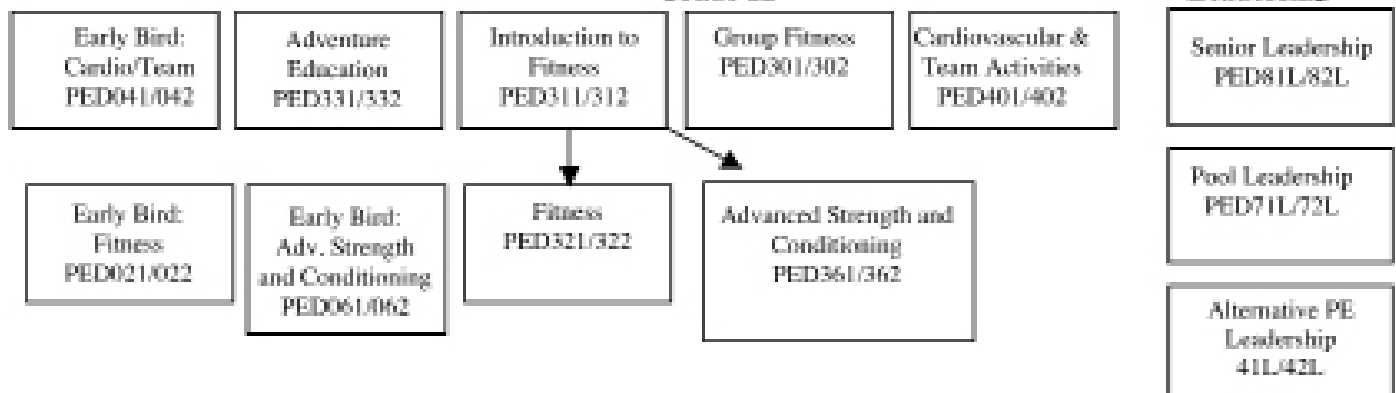 Early Bird:
Cardio/Team
PED041/042
Adventure
Education
PED331/332
Introduction to
Fitness
PED311/312
Group Fitness
PED301/302
Cardiovascular &
Team Activities
PED401/402
Senior Leadership
PED81L/82L
Early Bird:
Fitness
PED021/022
Early Bird:
Adv. Strength
and Conditioning
PED061/062
Fitness
PED321/322
Advanced Strength and
Conditioning
PED361/362
Pool Leadership
PED71L/72L
Alternative PE
Leadership
41L/42L